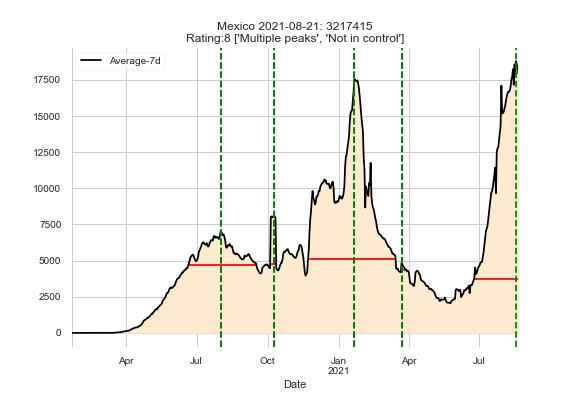 Mexico 2021-08-21: 3217415
Rating:8 ['Multiple peaks', 'Not in control']
Average-7d
17500
15000
12500
10000
7500
5000
2500
0
Apr
Jul
Oct
Jan
2021
Apr
Jul
Date